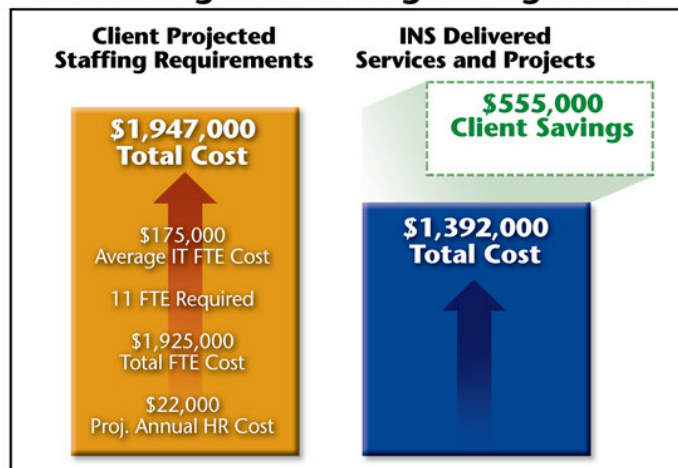 Client Projected
Staffing Requirements
$1,947,000
Total Cost
$175,000
Average IT FTE Cost
11 FTE Required
$1,925,000
Total FTE Cost
$22,000
Proj. Annual HR Cost
INS Delivered
Services and Projects
$555,000
Client Savings
$1,392,000
Total Cost